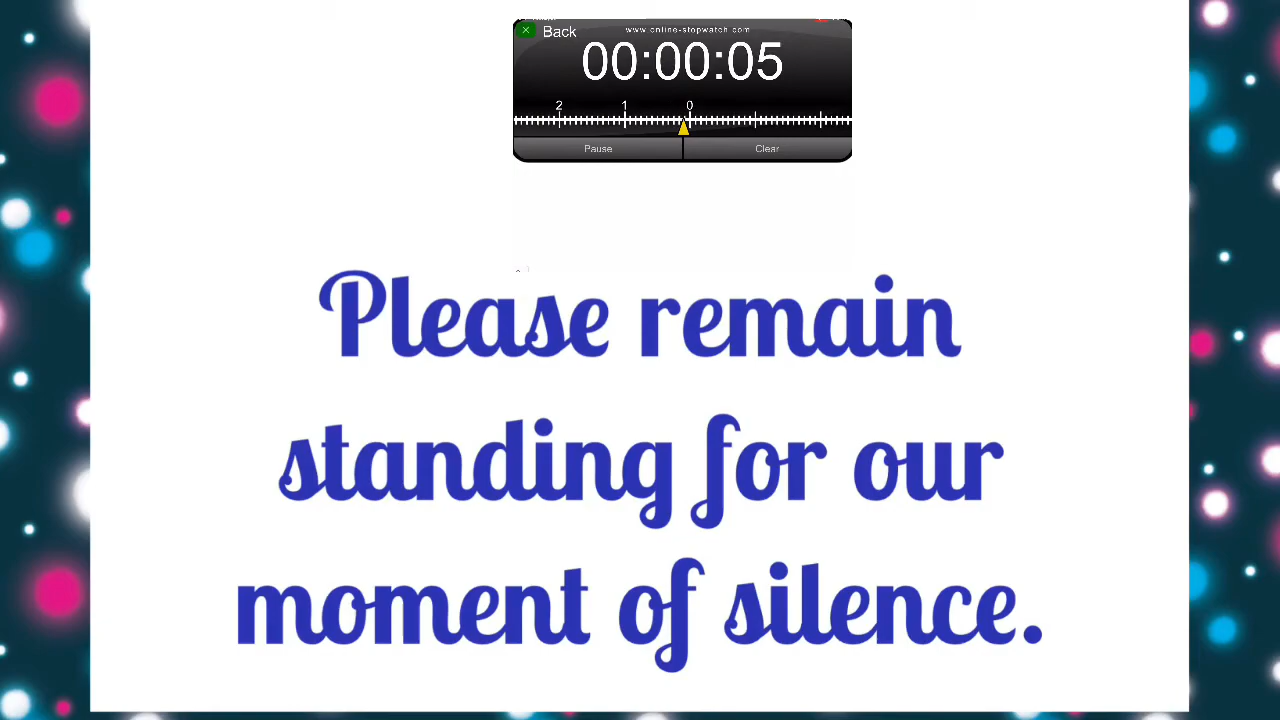 Back
www.online-stopwatch.com
00:00:05
2 1 0
Pause Clear
Please remain
standing for our
moment of silence.